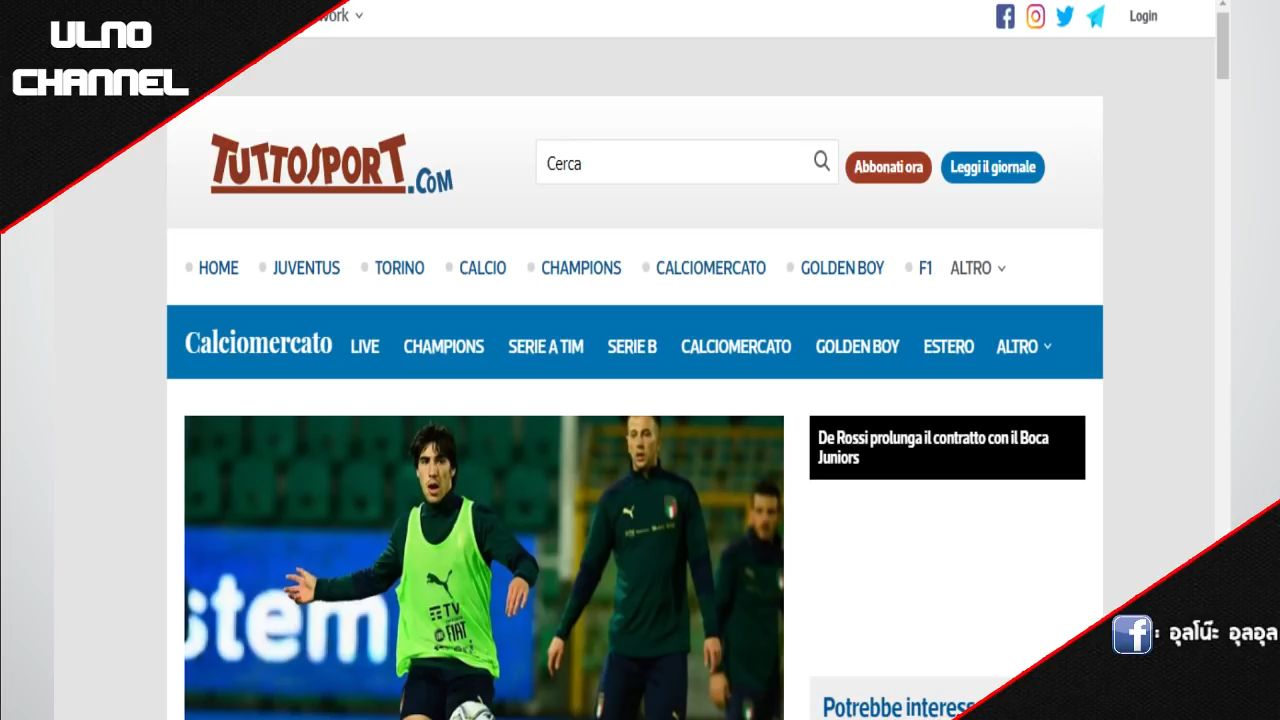 ULNO
CHANNEL
work
Login
TUTTOSPORT.COM
Cerca
Abbonati ora
Leggi il giornale
HOME
JUVENTUS
TORINO
CALCIO
CHAMPIONS
CALCIOMERCATO
GOLDEN BOY
F1
ALTRO
Calciomercato
LIVE
CHAMPIONS
SERIE A TIM
SERIE B
CALCIOMERCATO
GOLDEN BOY
ESTERO
ALTRO
De Rossi prolunga il contratto con il Boca
Juniors
stem
TV
FIAT
: อุลโน๊ะ อุลอุล
Potrebbe interess